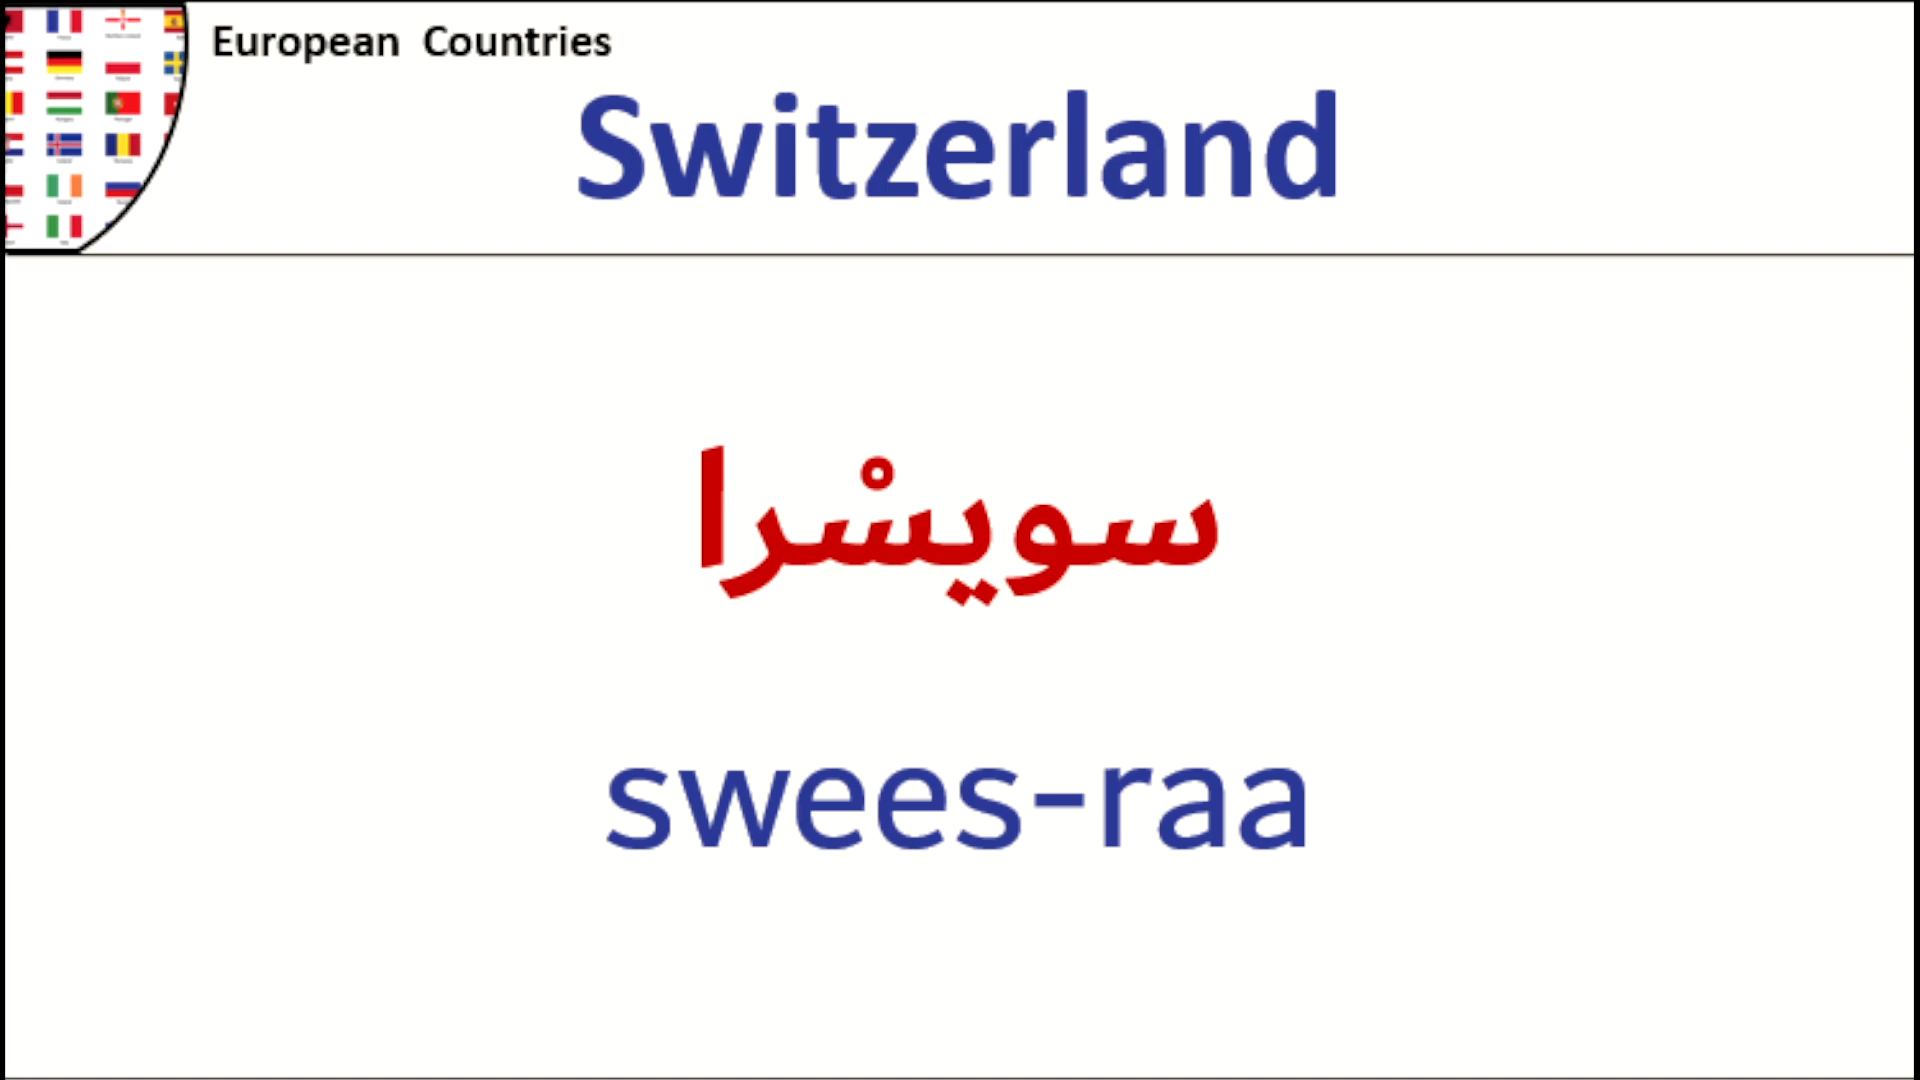 European Countries
Switzerland
سويسْرا
swees-raa